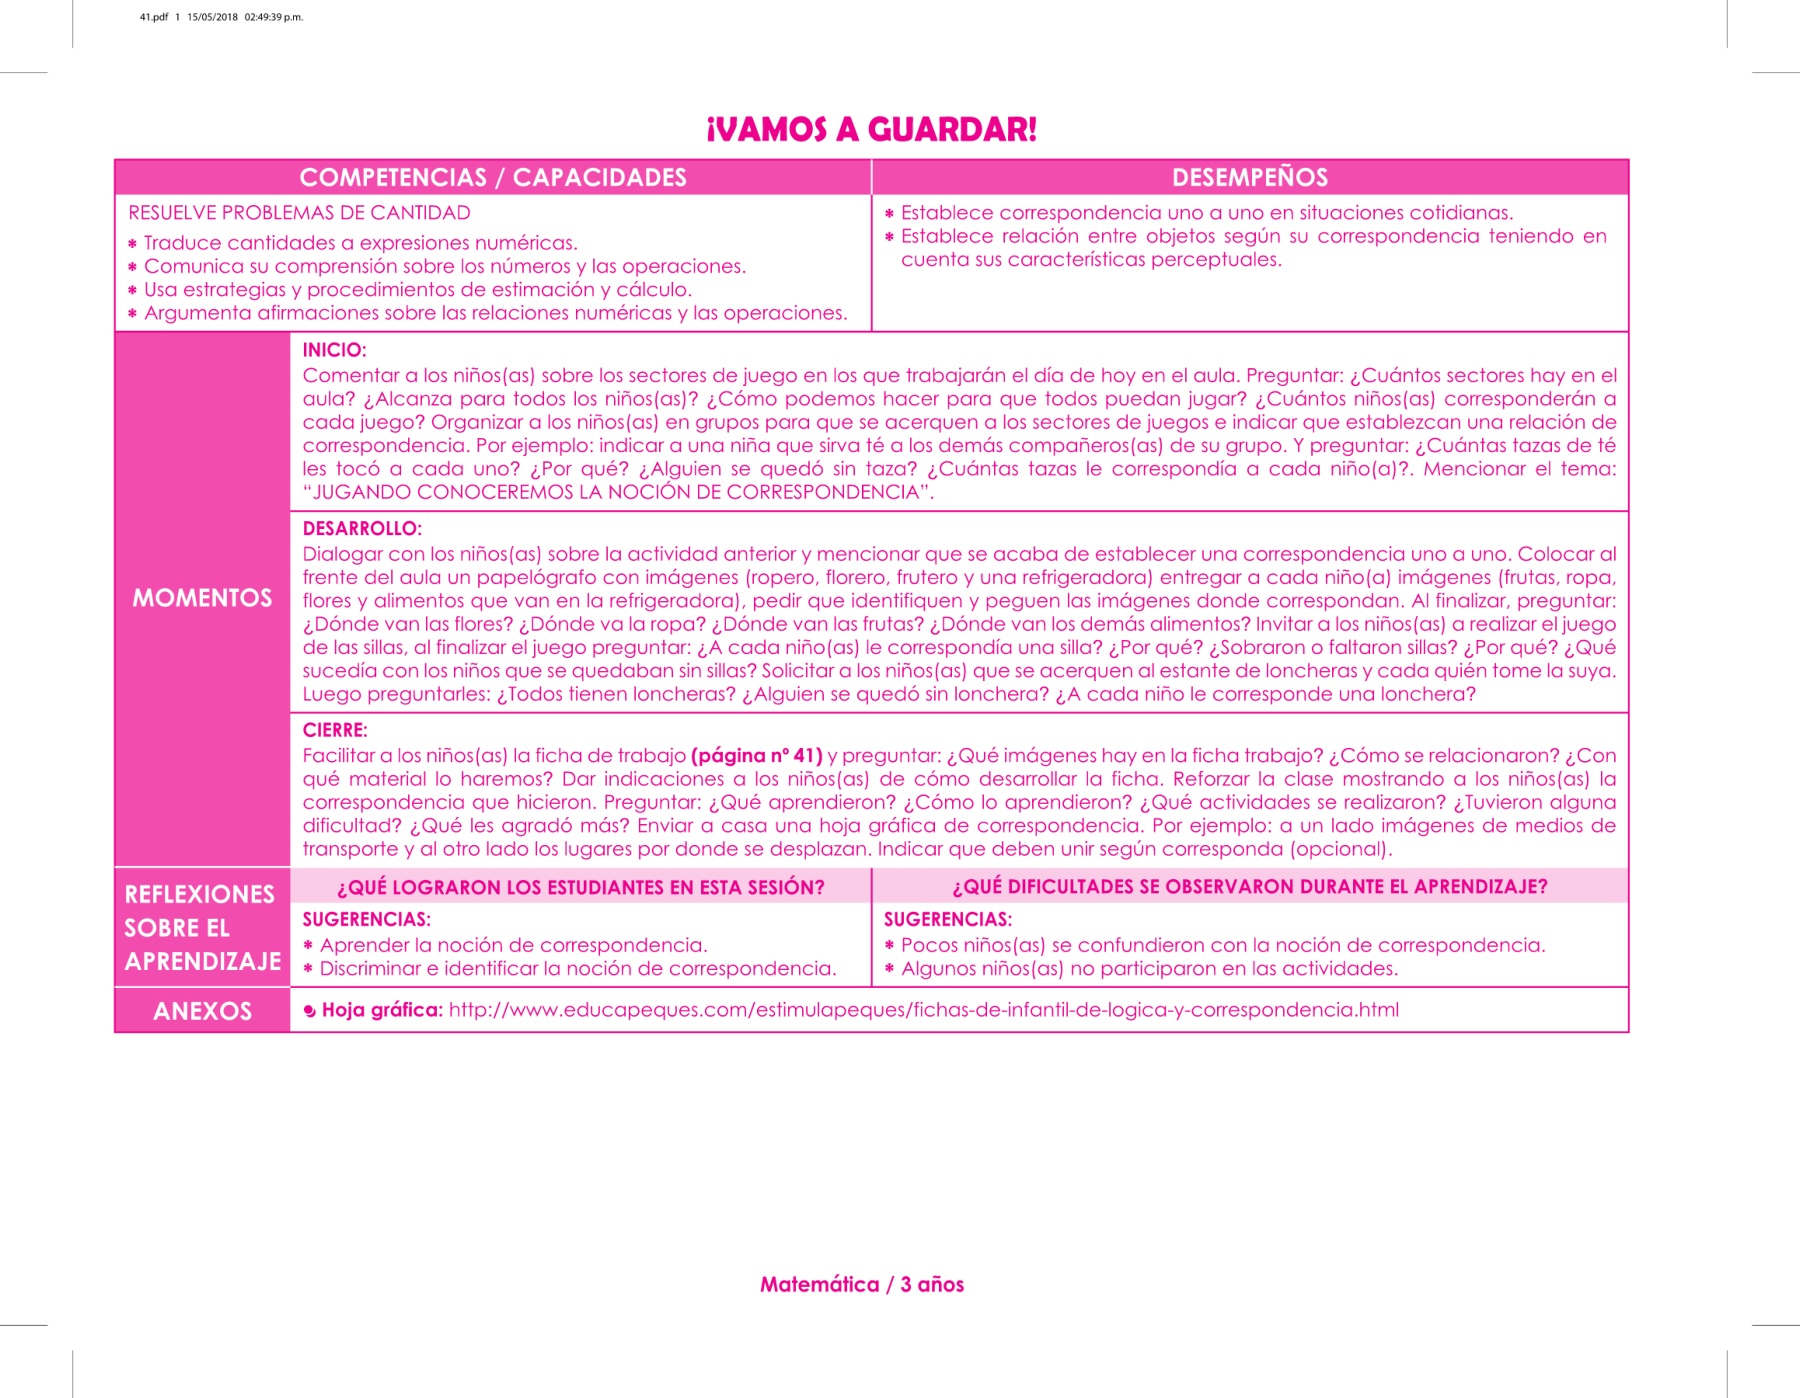 41.pdf 1 15/05/2018 02:49:39 p.m.
¡VAMOS A GUARDAR!
COMPETENCIAS / CAPACIDADES
DESEMPEÑOS
RESUELVE PROBLEMAS DE CANTIDAD
* Traduce cantidades a expresiones numéricas.
* Comunica su comprensión sobre los números y las operaciones.
* Usa estrategias y procedimientos de estimación y cálculo.
* Argumenta afirmaciones sobre las relaciones numéricas y las operaciones.
* Establece correspondencia uno a uno en situaciones cotidianas.
* Establece relación entre objetos según su correspondencia teniendo en
cuenta sus características perceptuales.
MOMENTOS
INICIO:
Comentar a los niños(as) sobre los sectores de juego en los que trabajarán el día de hoy en el aula. Preguntar: ¿Cuántos sectores hay en el
aula? ¿Alcanza para todos los niños(as)? ¿Cómo podemos hacer para que todos puedan jugar? ¿Cuántos niños(as) corresponderán a
cada juego? Organizar a los niños(as) en grupos para que se acerquen a los sectores de juegos e indicar que establezcan una relación de
correspondencia. Por ejemplo: indicar a una niña que sirva té a los demás compañeros(as) de su grupo. Y preguntar: ¿Cuántas tazas de té
les tocó a cada uno? ¿Por qué? ¿Alguien se quedó sin taza? ¿Cuántas tazas le correspondía a cada niño(a)?. Mencionar el tema:
“JUGANDO CONOCEREMOS LA NOCIÓN DE CORRESPONDENCIA”.
DESARROLLO:
Dialogar con los niños(as) sobre la actividad anterior y mencionar que se acaba de establecer una correspondencia uno a uno. Colocar al
frente del aula un papelógrafo con imágenes (ropero, florero, frutero y una refrigeradora) entregar a cada niño(a) imágenes (frutas, ropa,
flores y alimentos que van en la refrigeradora), pedir que identifiquen y peguen las imágenes donde correspondan. Al finalizar, preguntar:
¿Dónde van las flores? ¿Dónde va la ropa? ¿Dónde van las frutas? ¿Dónde van los demás alimentos? Invitar a los niños(as) a realizar el juego
de las sillas, al finalizar el juego preguntar: ¿A cada niño(as) le correspondía una silla? ¿Por qué? ¿Sobraron o faltaron sillas? ¿Por qué? ¿Qué
sucedía con los niños que se quedaban sin sillas? Solicitar a los niños(as) que se acerquen al estante de loncheras y cada quién tome la suya.
Luego preguntarles: ¿Todos tienen loncheras? ¿Alguien se quedó sin lonchera? ¿A cada niño le corresponde una lonchera?
CIERRE:
Facilitar a los niños(as) la ficha de trabajo (página nº 41) y preguntar: ¿Qué imágenes hay en la ficha trabajo? ¿Cómo se relacionaron? ¿Con
qué material lo haremos? Dar indicaciones a los niños(as) de cómo desarrollar la ficha. Reforzar la clase mostrando a los niños(as) la
correspondencia que hicieron. Preguntar: ¿Qué aprendieron? ¿Cómo lo aprendieron? ¿Qué actividades se realizaron? ¿Tuvieron alguna
dificultad? ¿Qué les agradó más? Enviar a casa una hoja gráfica de correspondencia. Por ejemplo: a un lado imágenes de medios de
transporte y al otro lado los lugares por donde se desplazan. Indicar que deben unir según corresponda (opcional).
REFLEXIONES
SOBRE EL
APRENDIZAJE
¿QUÉ LOGRARON LOS ESTUDIANTES EN ESTA SESIÓN?
SUGERENCIAS:
* Aprender la noción de correspondencia.
* Discriminar e identificar la noción de correspondencia.
¿QUÉ DIFICULTADES SE OBSERVARON DURANTE EL APRENDIZAJE?
SUGERENCIAS:
* Pocos niños(as) se confundieron con la noción de correspondencia.
* Algunos niños(as) no participaron en las actividades.
ANEXOS
Hoja gráfica: http://www.educapeques.com/estimulapeques/fichas-de-infantil-de-logica-y-correspondencia.html
Matemática / 3 años